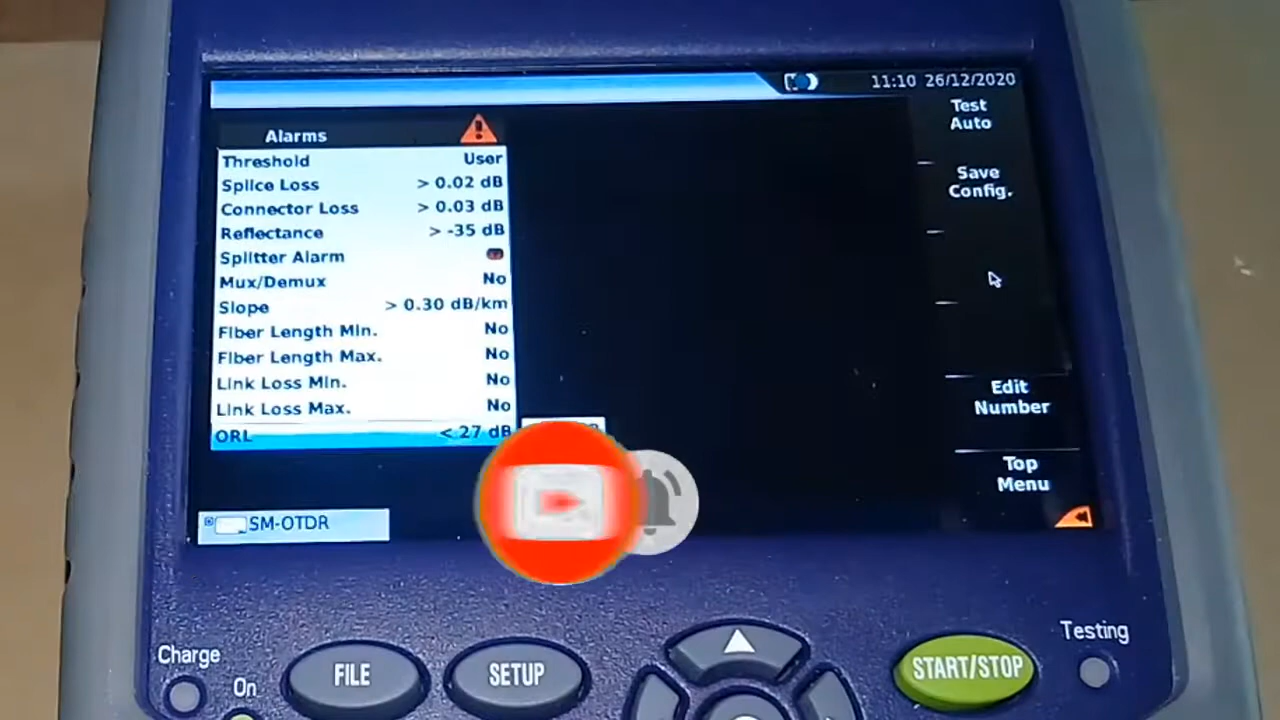 11:10 26/12/2020
Test
Auto
Alarms
Threshold User
Splice Loss > 0.02 dB
Connector Loss > 0.03 dB
Reflectance > -35 dB
Splitter Alarm
Mux/Demux No
Slope > 0.30 dB/km
Fiber Length Min. No
Fiber Length Max. No
Link Loss Min. No
Link Loss Max. No
ORL < 27 dB
Save
Config.
Edit
Number
Top
Menu
SM-OTDR
Charge
On
FILE
SETUP
START/STOP
Testing